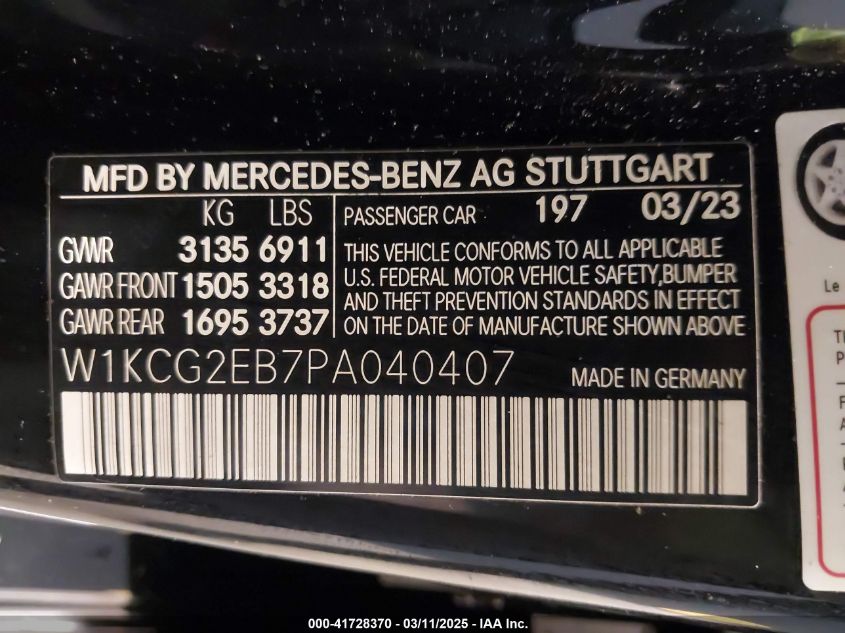 MFD BY MERCEDES-BENZ AG STUTTGART
KG LBS
PASSENGER CAR 197 03/23
GVWR 3135 6911
GAWR FRONT 1505 3318
GAWR REAR 1695 3737
THIS VEHICLE CONFORMS TO ALL APPLICABLE
U.S. FEDERAL MOTOR VEHICLE SAFETY,BUMPER
AND THEFT PREVENTION STANDARDS IN EFFECT
ON THE DATE OF MANUFACTURE SHOWN ABOVE
W1KCG2EB7PA040407
MADE IN GERMANY
Le
000-41728370 - 03/11/2025 - IAA Inc.